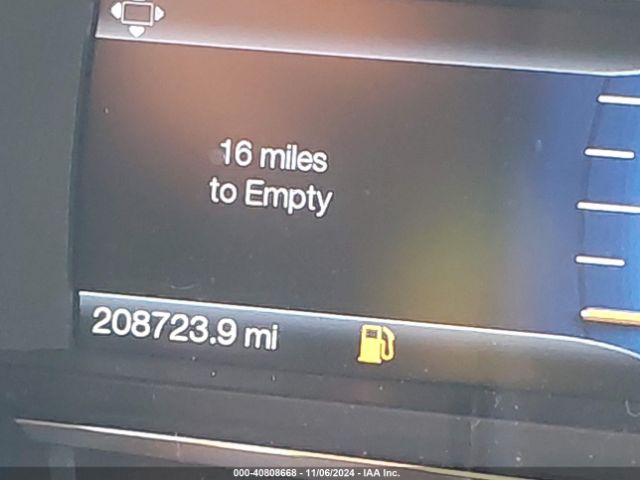 16 miles
to Empty
208723.9 mi
000-40808668 - 11/06/2024 - IAA Inc.